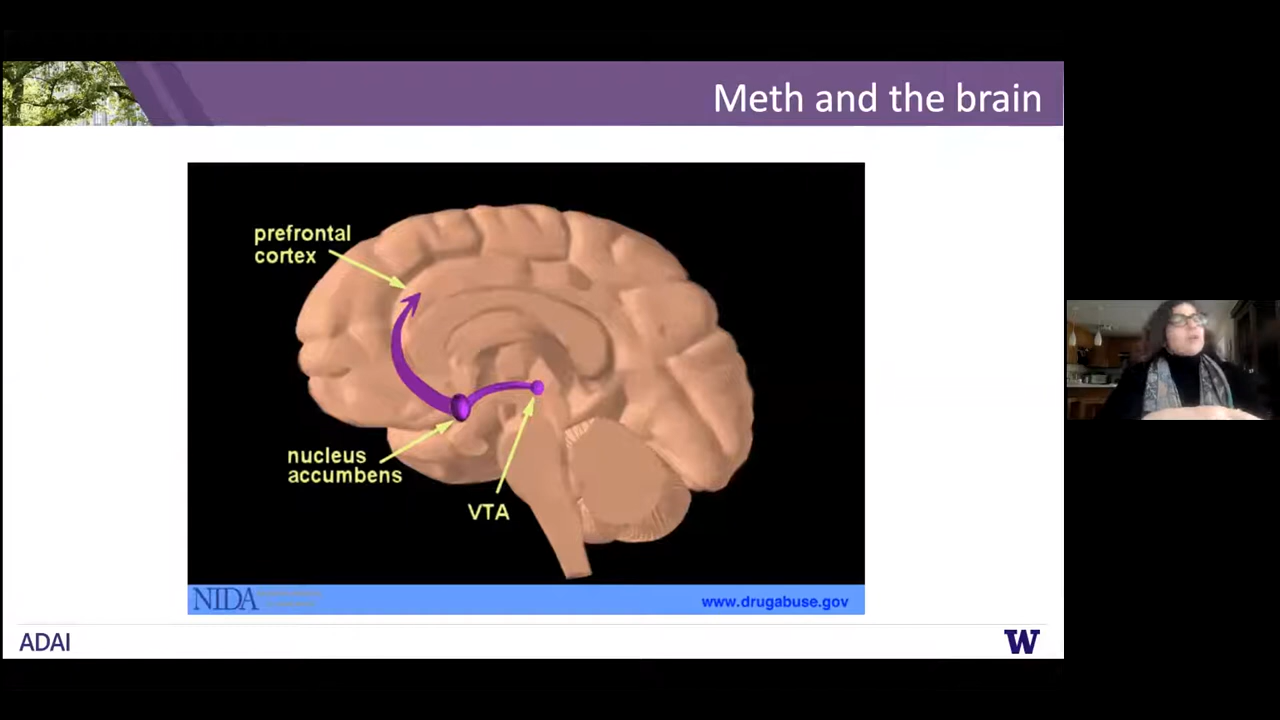 Meth and the brain
prefrontal
cortex
nucleus
accumbens
VTA
NIDA
www.drugabuse.gov
ADAI
W